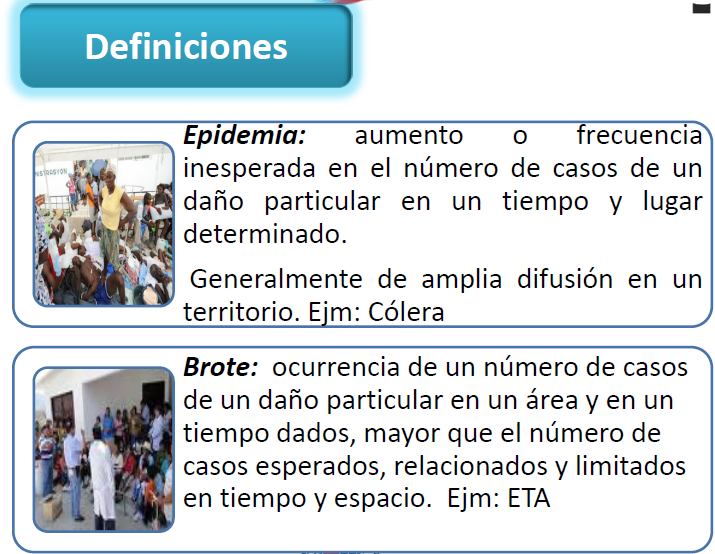 Definiciones
Epidemia: aumento o frecuencia
inesperada en el número de casos de un
daño particular en un tiempo y lugar
determinado.
Generalmente de amplia difusión en un
territorio. Ejm: Cólera
Brote: ocurrencia de un número de casos
de un daño particular en un área y en un
tiempo dados, mayor que el número de
casos esperados, relacionados y limitados
en tiempo y espacio. Ejm: ETA